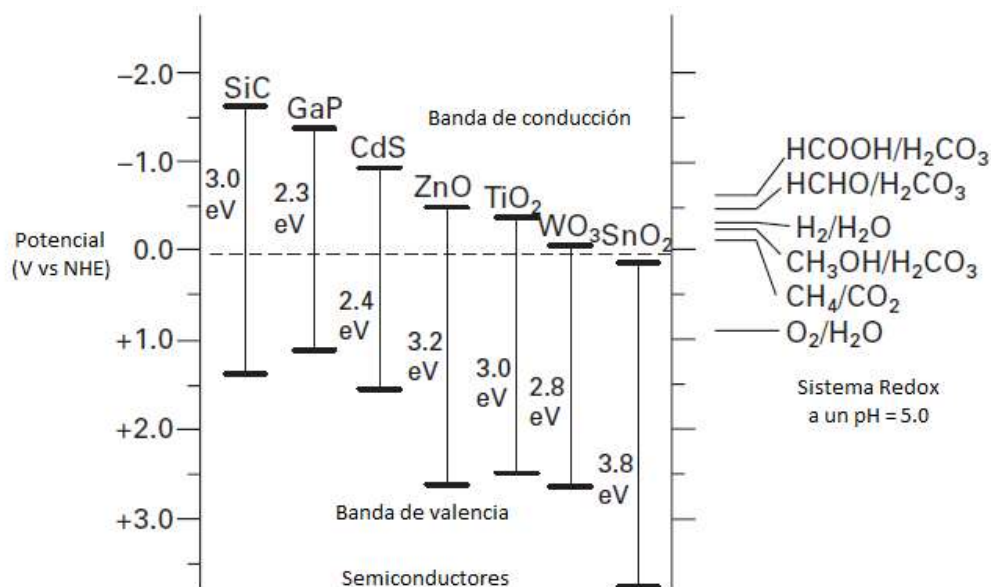 −2.0
−1.0
0.0
+1.0
+2.0
+3.0
Potencial
(V vs NHE)
SiC
GaP
CdS
ZnO
TiO₂
WO₃
SnO₂
Banda de conducción
3.0
eV
2.3
eV
2.4
eV
3.2
eV
3.0
eV
2.8
eV
3.8
eV
Banda de valencia
Semiconductores
HCOOH/H₂CO₃
HCHO/H₂CO₃
H₂/H₂O
CH₃OH/H₂CO₃
CH₄/CO₂
O₂/H₂O
Sistema Redox
a un pH = 5.0